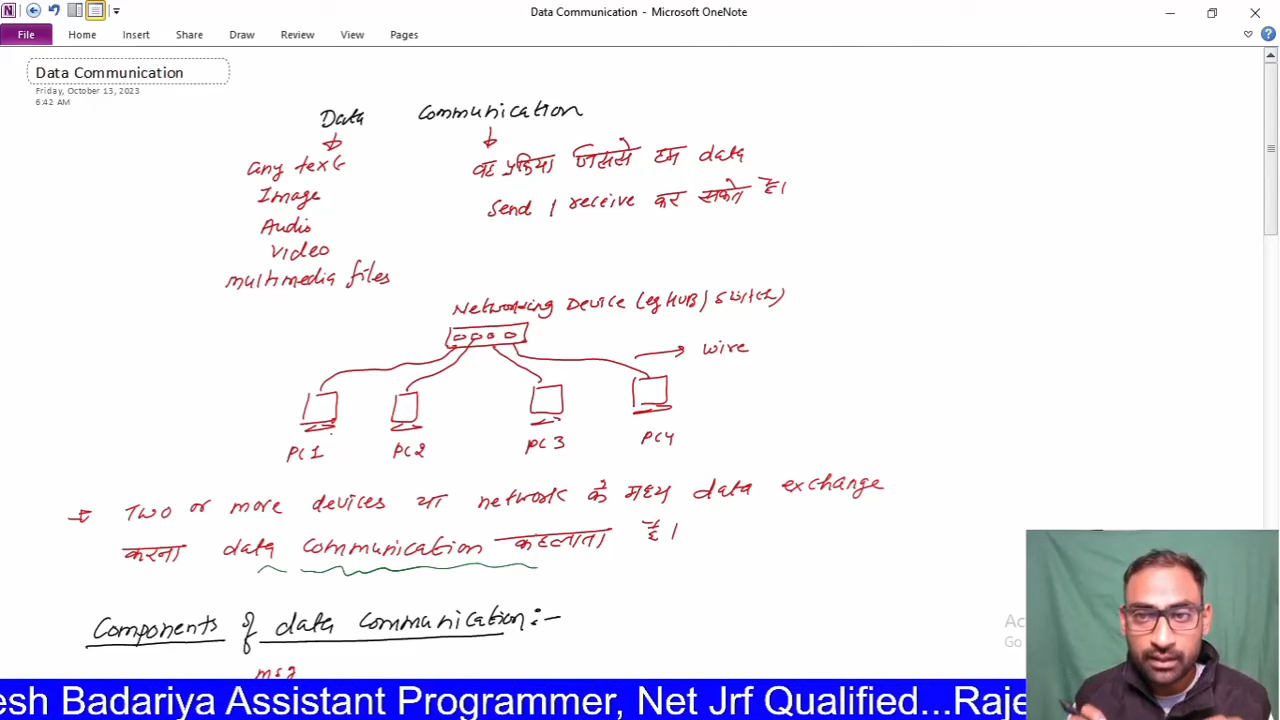 Data Communication - Microsoft OneNote
File Home Insert Share Draw Review View Pages
Data Communication
Friday, October 13, 2023
6:42 AM
Data Communication
any text
Image
Audio
Video
multimedia files
वह प्रक्रिया जिससे हम data
Send / receive कर सकते है।
Networking Device (eg HUB/Switch)
wire
PC1 PC2 PC3 PC4
⇒ Two or more devices या network के मध्य data exchange
करना data communication कहलाता है।
Components of data communication:-
msg
Ac
Go
esh Badariya Assistant Programmer, Net Jrf Qualified...Raje